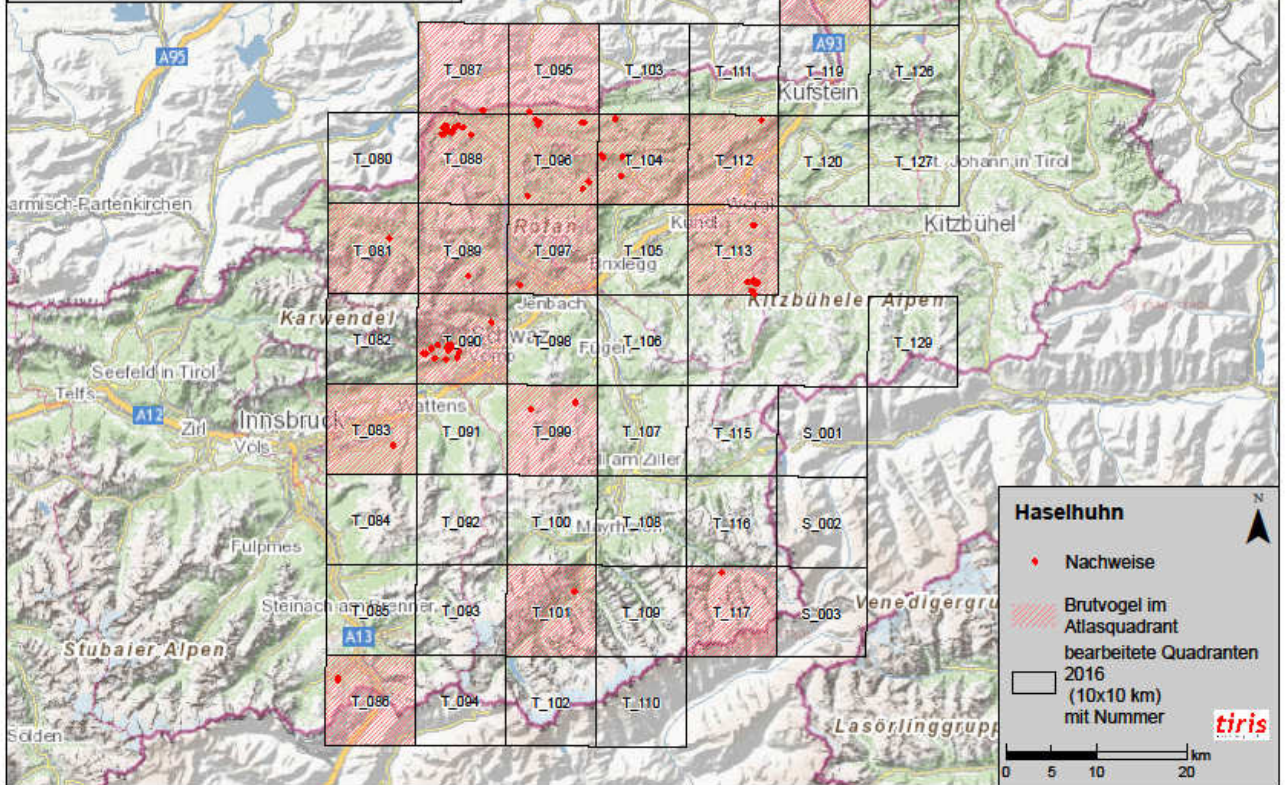 A95
A93
T_087
T_095
T_103
T_111
T_119
T_126
Kufstein
T_080
T_088
T_096
T_104
T_112
T_120
T_127
t. Johann in Tirol
armisch-Partenkirchen
Wörgl
Kitzbühel
Rofan
Kundl
T_081
T_089
T_097
T_105
T_113
Brixlegg
Jenbach
Kitzbüheler Alpen
Karwendel
T_082
T_090
T_098
T_106
T_129
Fügen
Seefeld in Tirol
Telfs
A12
Innsbruck
Wattens
Zirl
Völs
T_083
T_091
T_099
T_107
T_115
S_001
Zell am Ziller
T_084
T_092
T_100
T_108
T_116
S_002
Fulpmes
Steinach am Brenner
T_085
T_093
T_101
T_109
T_117
S_003
Venedigergru
A13
Stubaier Alpen
T_086
T_094
T_102
T_110
Sölden
Lasörlinggrupp
N
Haselhuhn
Nachweise
Brutvogel im
Atlasquadrant
bearbeitete Quadranten
2016
(10x10 km)
mit Nummer
tiris
km
0 5 10 20